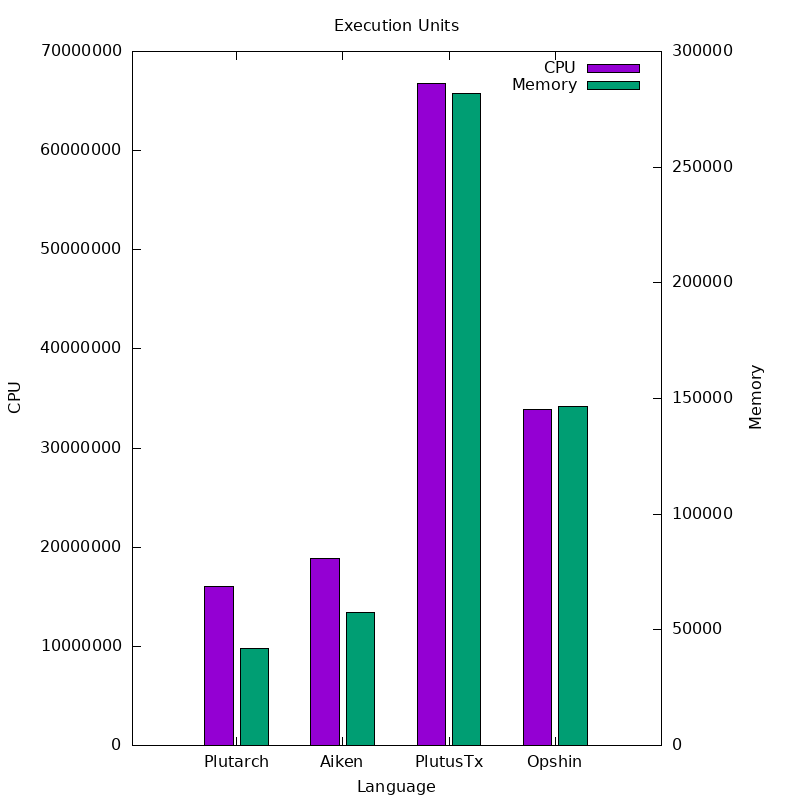 Execution Units
CPU
Memory
70000000
60000000
50000000
40000000
30000000
20000000
10000000
0
300000
250000
200000
150000
100000
50000
0
CPU
Memory
Plutarch
Aiken
PlutusTx
Opshin
Language